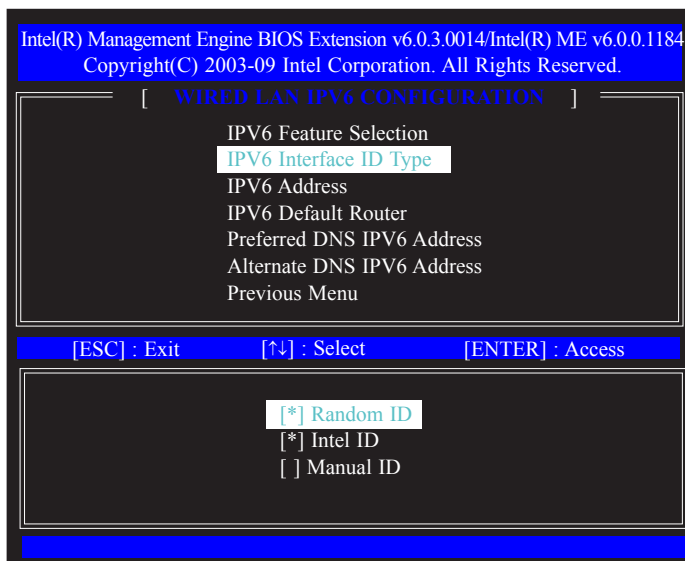 Intel(R) Management Engine BIOS Extension v6.0.3.0014/Intel(R) ME v6.0.0.1184
Copyright(C) 2003-09 Intel Corporation. All Rights Reserved.
[ WIRED LAN IPV6 CONFIGURATION ]
IPV6 Feature Selection
IPV6 Interface ID Type
IPV6 Address
IPV6 Default Router
Preferred DNS IPV6 Address
Alternate DNS IPV6 Address
Previous Menu
[ESC] : Exit [↑↓] : Select [ENTER] : Access
[*] Random ID
[*] Intel ID
[ ] Manual ID